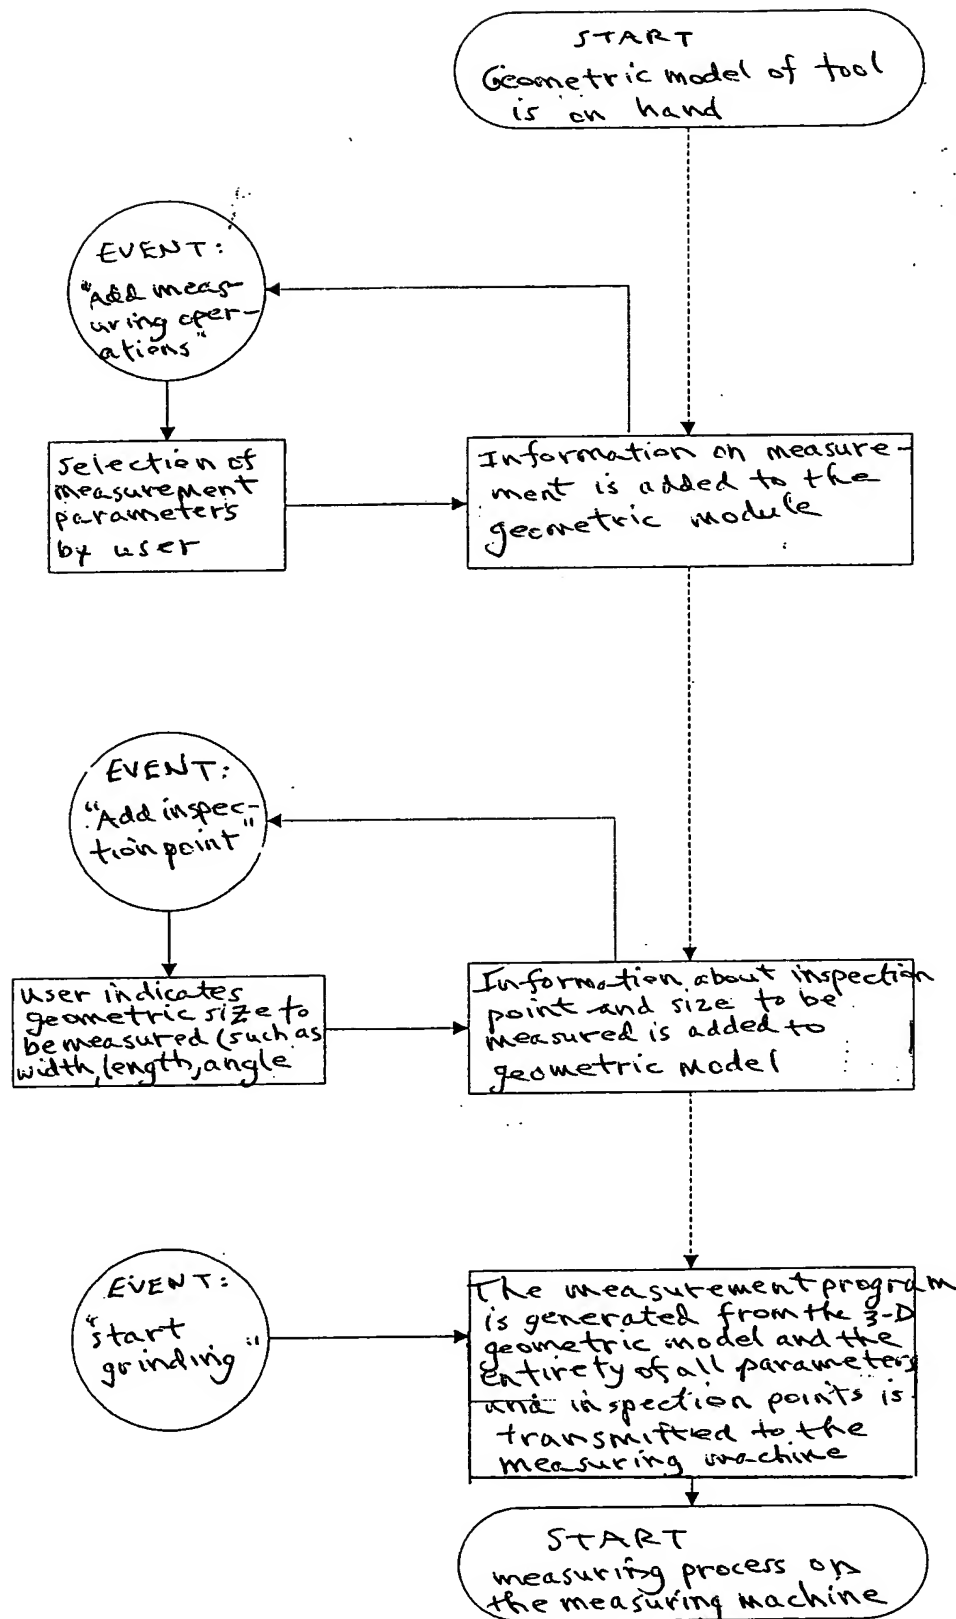 START
Geometric model of tool
is on hand
EVENT:
"Add meas-
uring oper-
ations"
selection of
measurement
parameters
by user
Information on measure-
ment is added to the
geometric module
EVENT:
"Add inspec-
tion point"
user indicates
geometric size to
be measured (such as
width, length, angle
Information about inspection
point and size to be
measured is added to
geometric model
EVENT:
"start
grinding"
The measurement program
is generated from the 3-D
geometric model and the
entirety of all parameters
and inspection points is
transmitted to the
measuring machine
START
measuring process on
the measuring machine